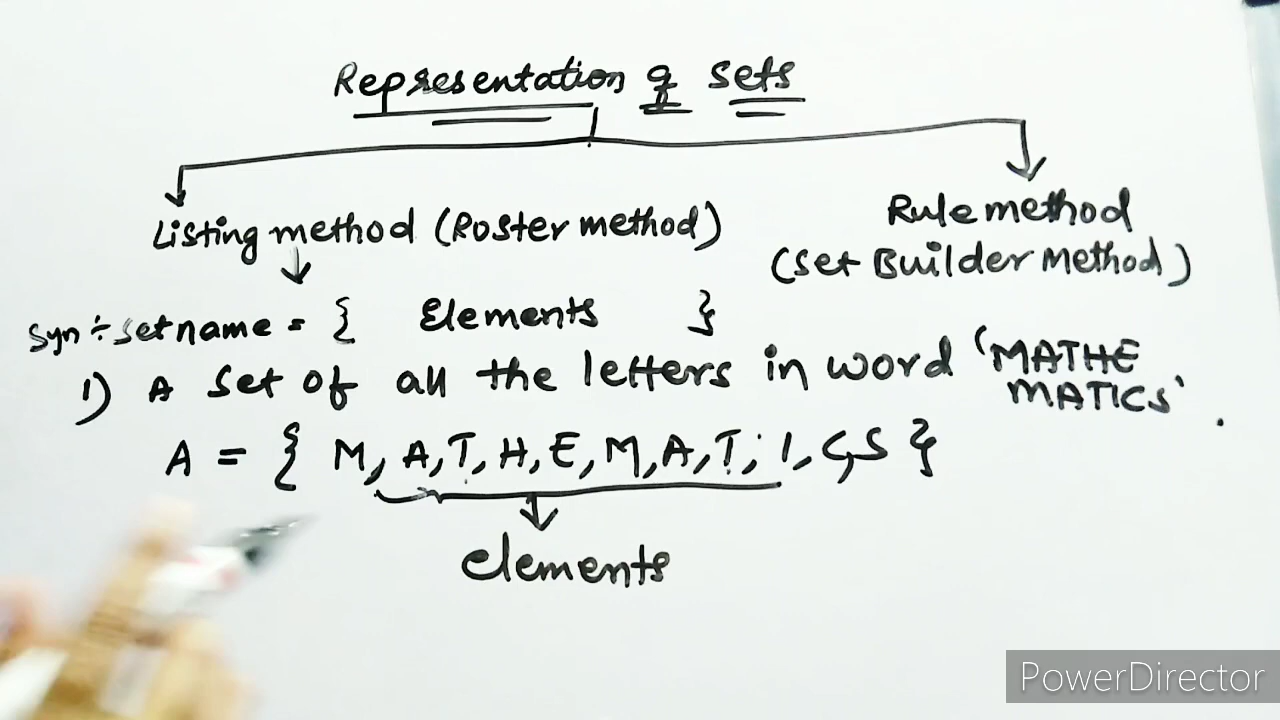 Representation of sets
Listing method (Roster method)
Rule method
(Set Builder Method)
Syn ÷ setname = { Elements }
1) A set of all the letters in word 'MATHE
MATICS'.
A = { M, A, T, H, E, M, A, T, I, C, S }
elements
PowerDirector